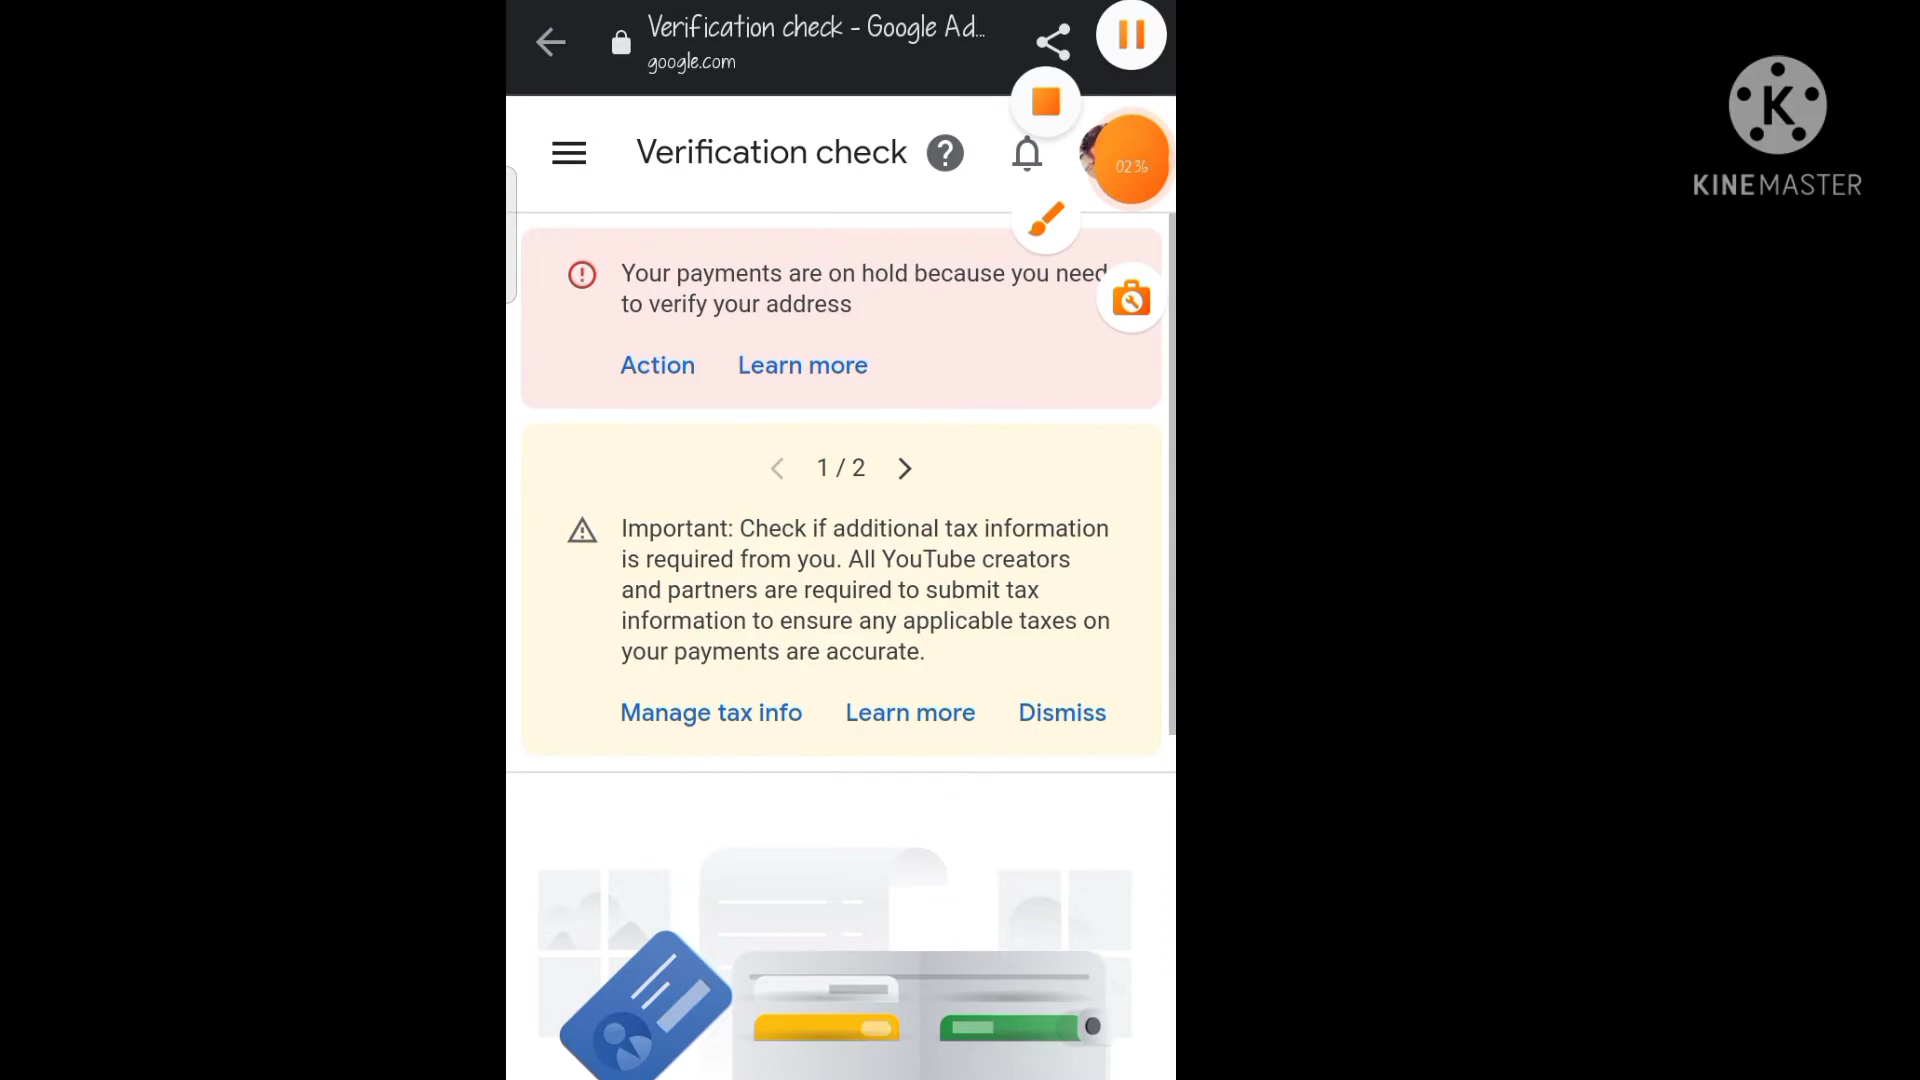 Verification check - Google Ad...
google.com
KINEMASTER
Verification check
02:36
Your payments are on hold because you need
to verify your address
Action Learn more
1 / 2
Important: Check if additional tax information
is required from you. All YouTube creators
and partners are required to submit tax
information to ensure any applicable taxes on
your payments are accurate.
Manage tax info Learn more Dismiss